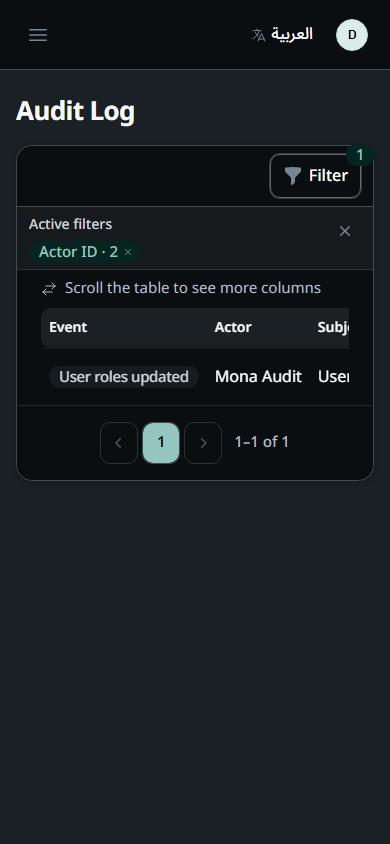 العربية
D
Audit Log
1
Filter
Active filters
Actor ID · 2 ×
Scroll the table to see more columns
Event Actor
User roles updated Mona Audit User
1 1–1 of 1